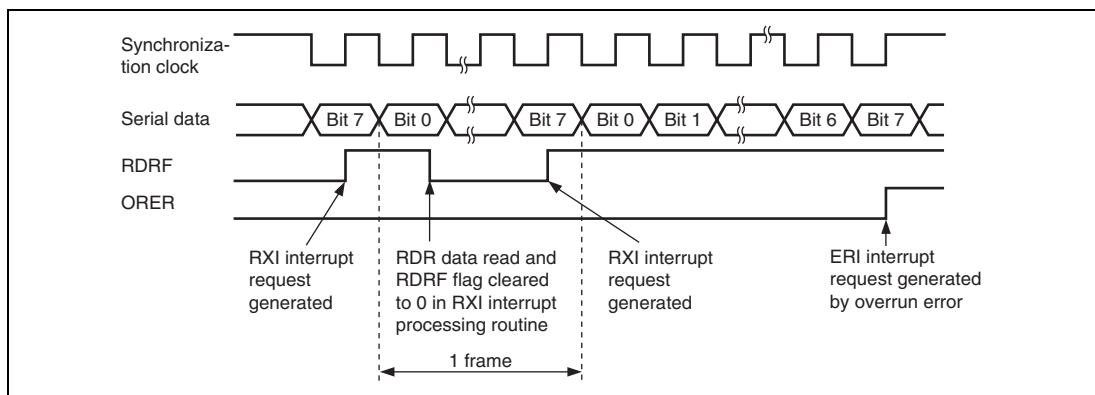 Synchroniza-
tion clock
Serial data
Bit 7
Bit 0
Bit 7
Bit 0
Bit 1
Bit 6
Bit 7
RDRF
ORER
RXI interrupt
request
generated
RDR data read and
RDRF flag cleared
to 0 in RXI interrupt
processing routine
RXI interrupt
request
generated
ERI interrupt
request generated
by overrun error
1 frame